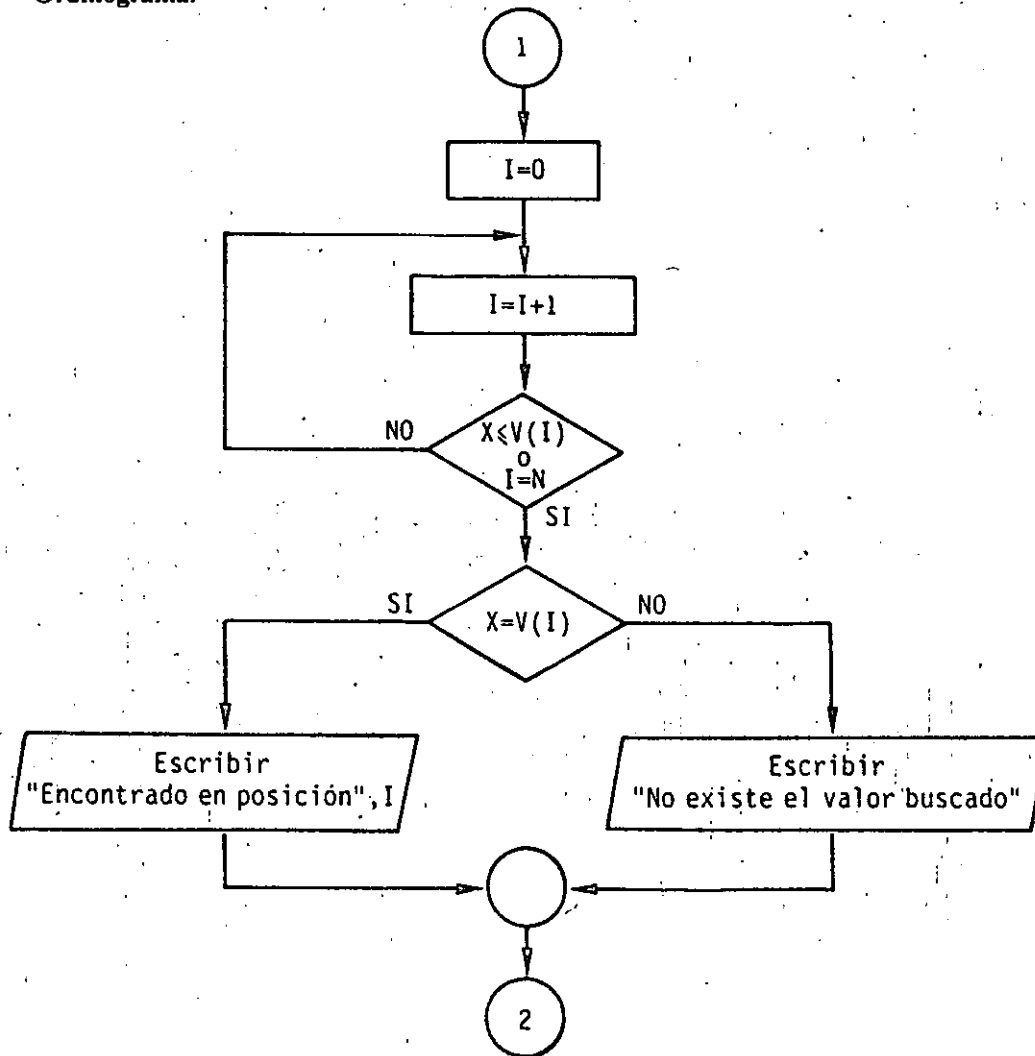 Ordinograma:
1
I=0
I=I+1
NO
X≤V(I)
o
I=N
SI
SI
X=V(I)
NO
Escribir
"Encontrado en posición",I
Escribir
"No existe el valor buscado"
2